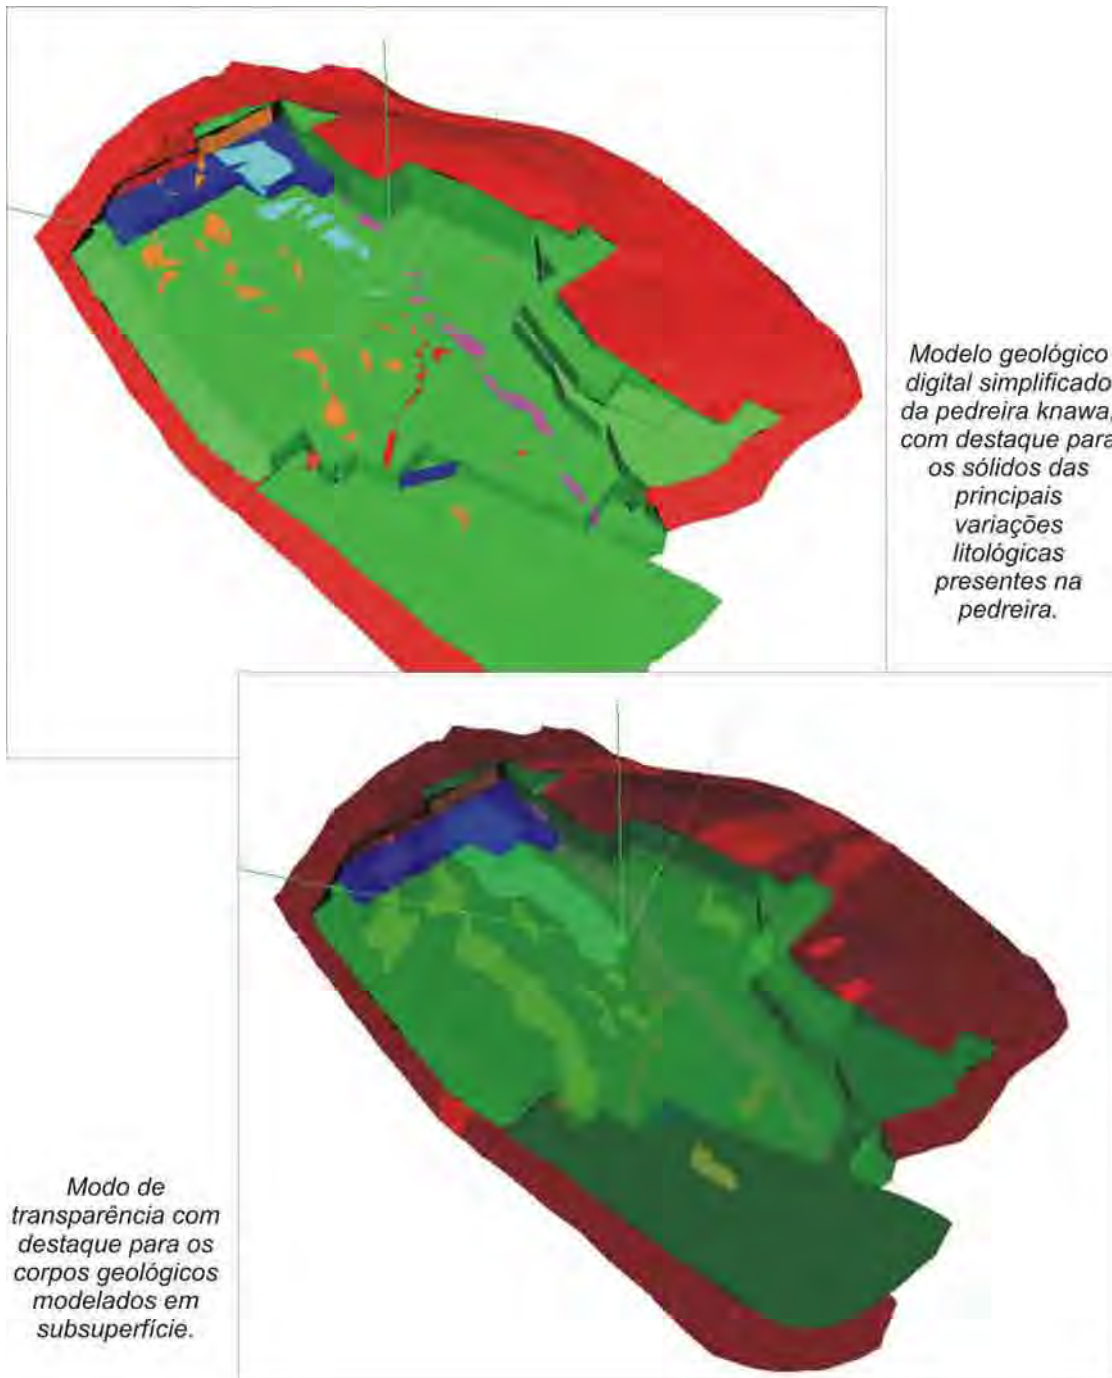 Modelo geológico
digital simplificado
da pedreira knawa,
com destaque para
os sólidos das
principais
variações
litológicas
presentes na
pedreira.
Modo de
transparência com
destaque para os
corpos geológicos
modelados em
subsuperfície.